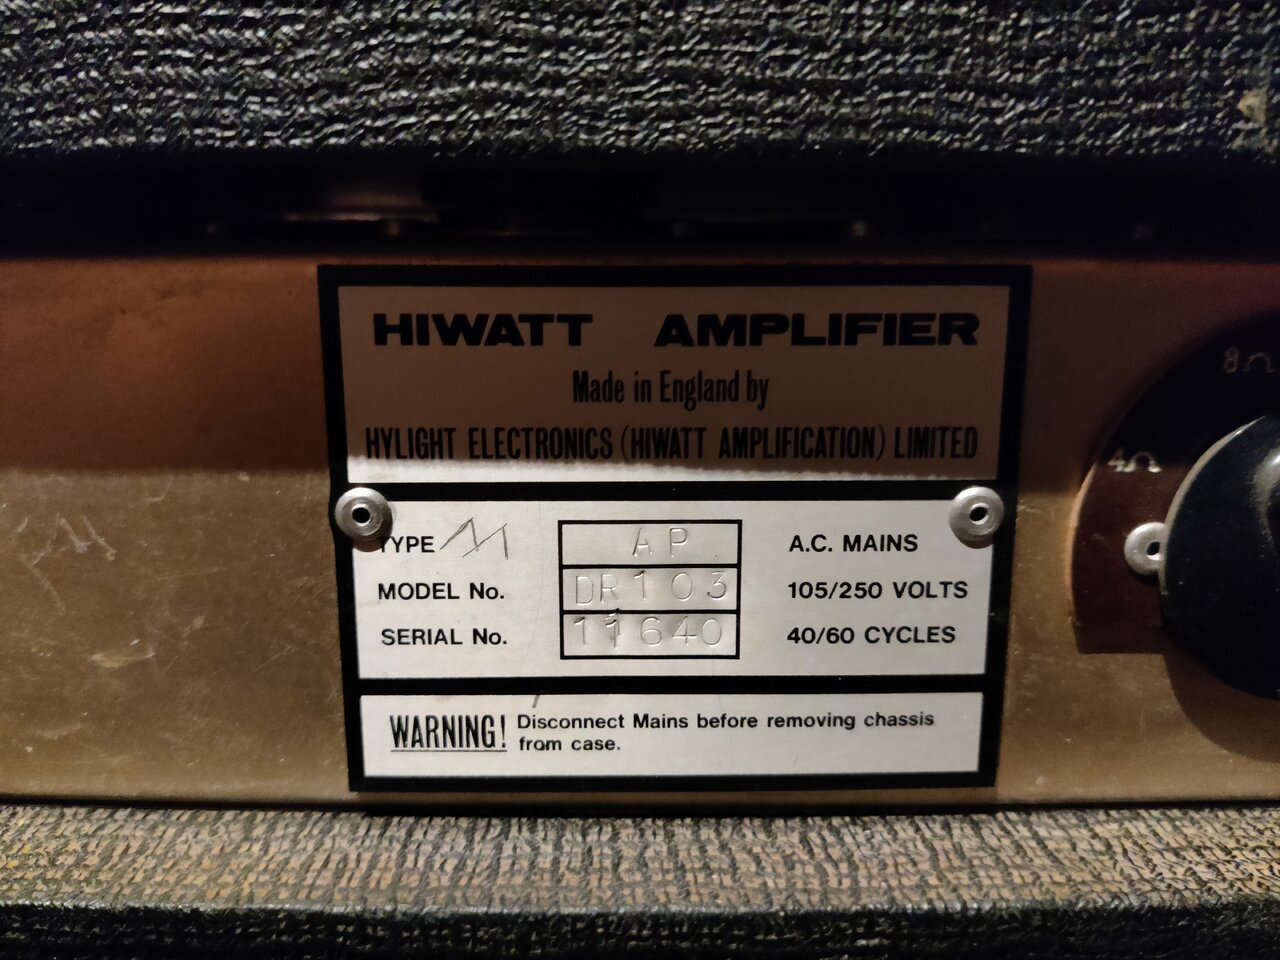 HIWATT AMPLIFIER
Made in England by
HYLIGHT ELECTRONICS (HIWATT AMPLIFICATION) LIMITED
TYPE AP. A.C. MAINS
MODEL No. DR103 105/250 VOLTS
SERIAL No. 11640 40/60 CYCLES
WARNING! Disconnect Mains before removing chassis
from case.
8Ω
4Ω